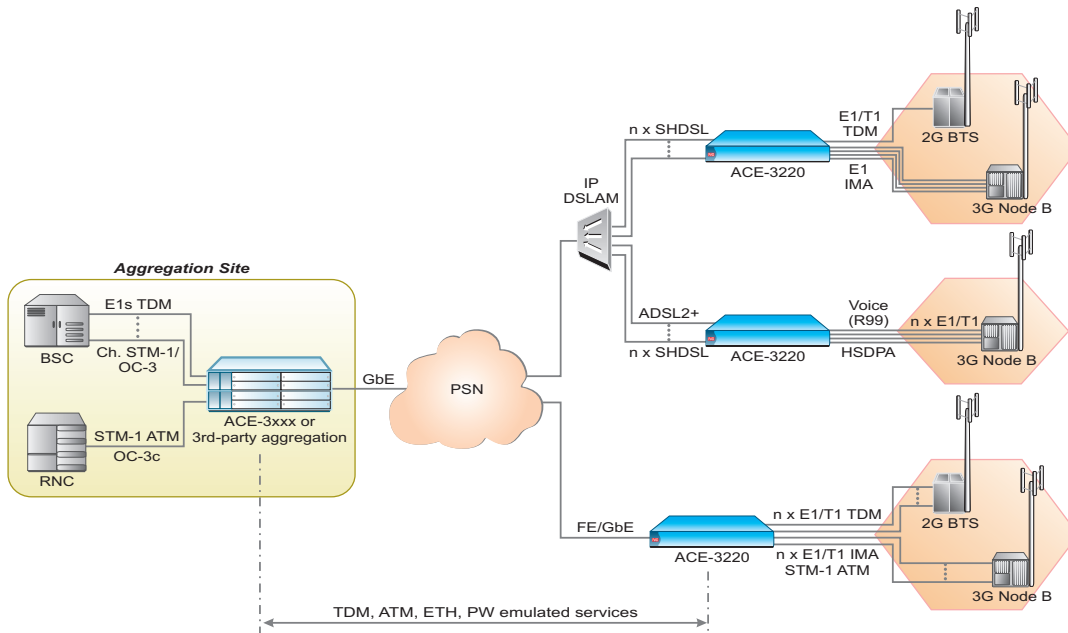 Aggregation Site
E1s TDM
BSC
Ch. STM-1/
OC-3
STM-1 ATM
OC-3c
RNC
ACE-3xxx or
3rd-party aggregation
GbE
PSN
IP
DSLAM
n x SHDSL
ACE-3220
E1/T1
TDM
E1
IMA
2G BTS
3G Node B
ADSL2+
n x SHDSL
ACE-3220
Voice
(R99)
HSDPA
n x E1/T1
3G Node B
FE/GbE
ACE-3220
n x E1/T1 TDM
n x E1/T1 IMA
STM-1 ATM
2G BTS
3G Node B
TDM, ATM, ETH, PW emulated services